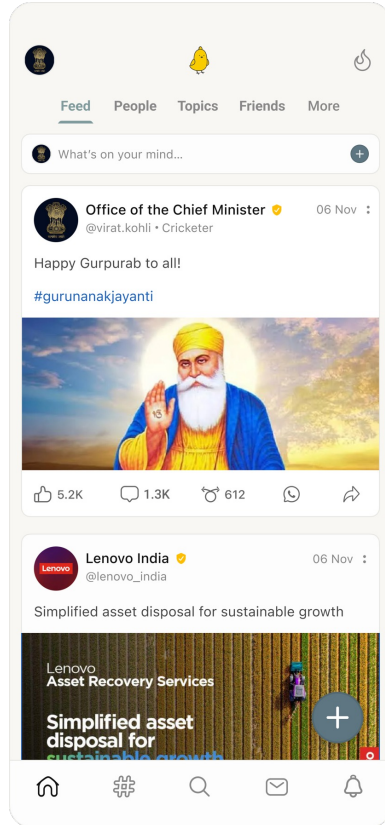 Feed People Topics Friends More
What's on your mind...
Office of the Chief Minister 06 Nov
@virat.kohli • Cricketer
Happy Gurpurab to all!
#gurunanakjayanti
5.2K 1.3K 612
Lenovo
Lenovo India 06 Nov
@lenovo_india
Simplified asset disposal for sustainable growth
Lenovo
Asset Recovery Services
Simplified asset
disposal for
sustainable growth